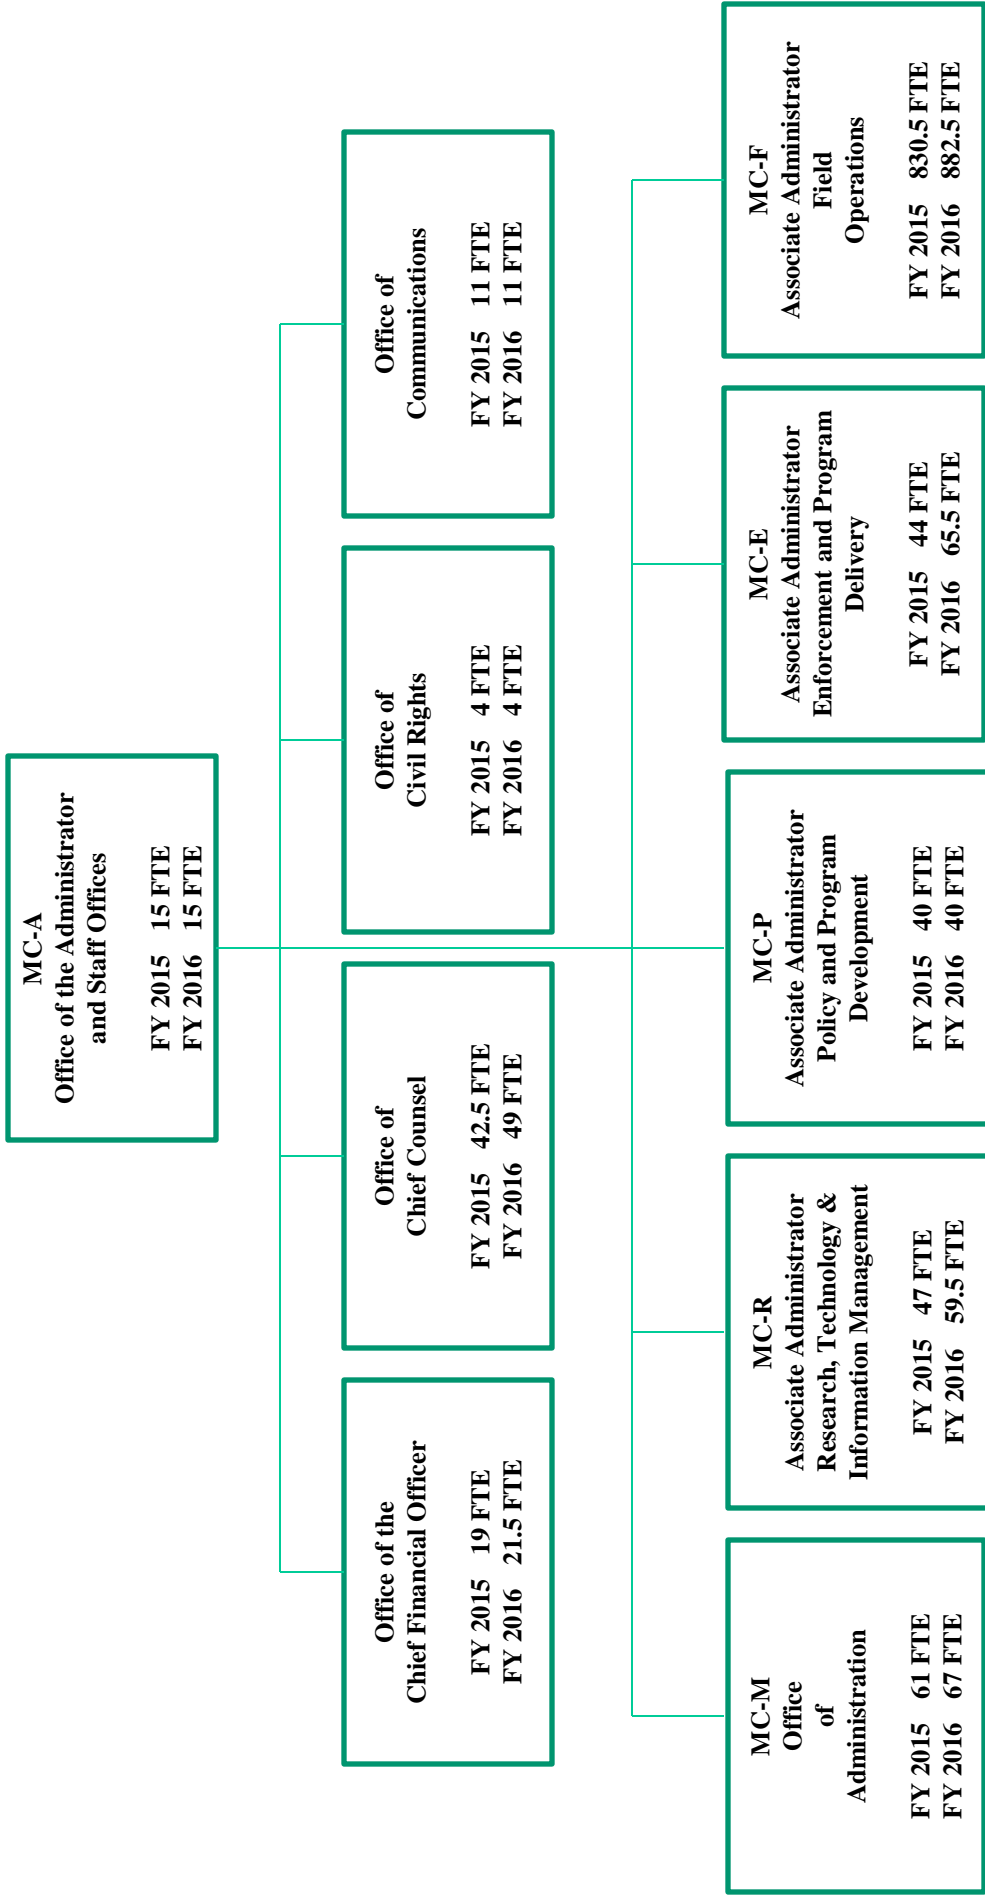 MC-A
Office of the Administrator
and Staff Offices
FY 2015 15 FTE
FY 2016 15 FTE
Office of the
Chief Financial Officer
FY 2015 19 FTE
FY 2016 21.5 FTE
Office of
Chief Counsel
FY 2015 42.5 FTE
FY 2016 49 FTE
Office of
Civil Rights
FY 2015 4 FTE
FY 2016 4 FTE
Office of
Communications
FY 2015 11 FTE
FY 2016 11 FTE
MC-M
Office
of
Administration
FY 2015 61 FTE
FY 2016 67 FTE
MC-R
Associate Administrator
Research, Technology &
Information Management
FY 2015 47 FTE
FY 2016 59.5 FTE
MC-P
Associate Administrator
Policy and Program
Development
FY 2015 40 FTE
FY 2016 40 FTE
MC-E
Associate Administrator
Enforcement and Program
Delivery
FY 2015 44 FTE
FY 2016 65.5 FTE
MC-F
Associate Administrator
Field
Operations
FY 2015 830.5 FTE
FY 2016 882.5 FTE